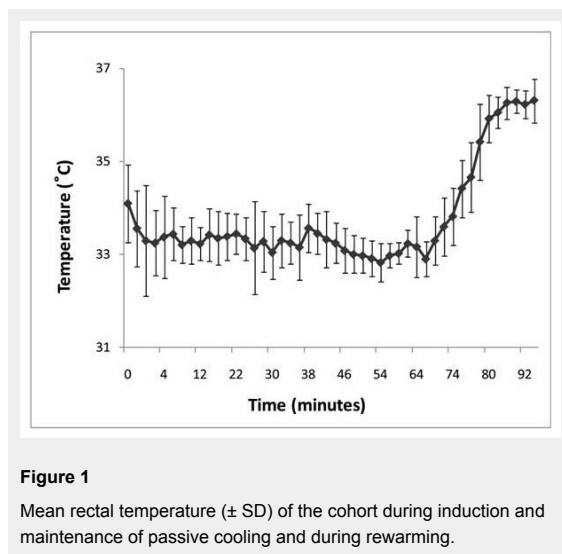 37
35
33
31
Temperature (˚C)
0 4 12 22 30 38 46 54 64 74 80 92
Time (minutes)
Figure 1
Mean rectal temperature (± SD) of the cohort during induction and
maintenance of passive cooling and during rewarming.